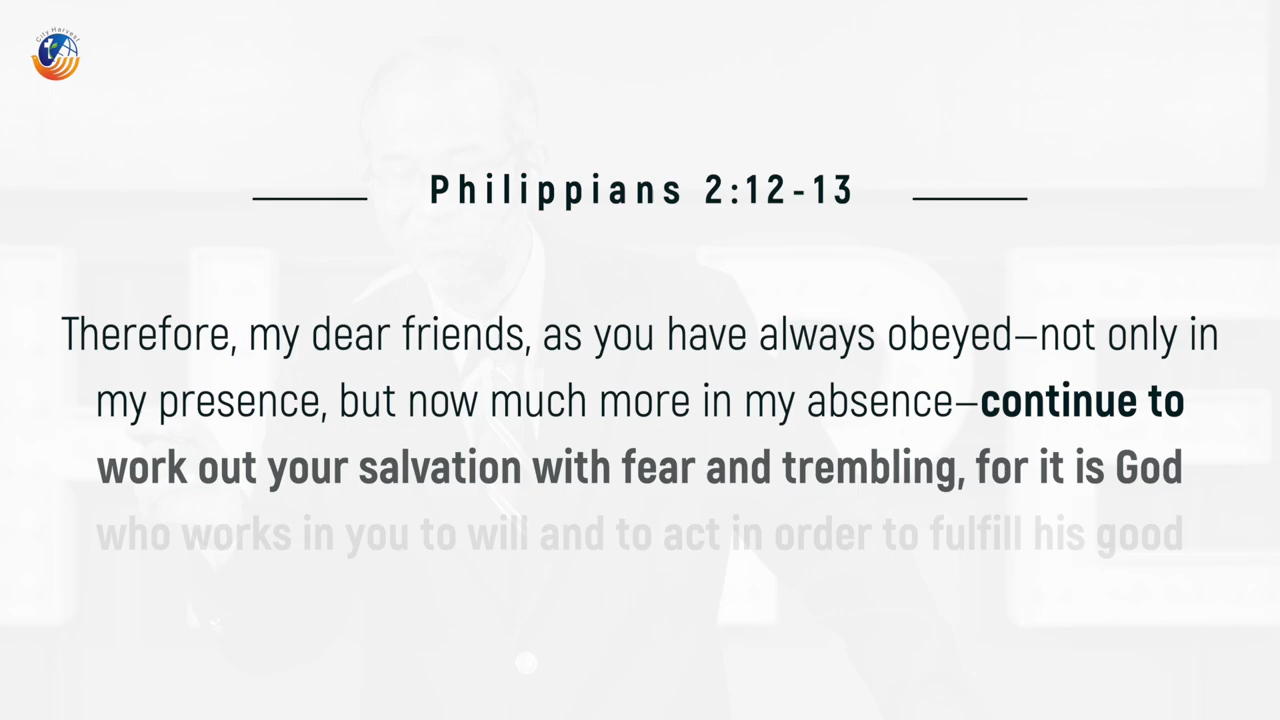 City Harvest
Philippians 2:12-13
Therefore, my dear friends, as you have always obeyed—not only in
my presence, but now much more in my absence—continue to
work out your salvation with fear and trembling, for it is God
who works in you to will and to act in order to fulfill his good